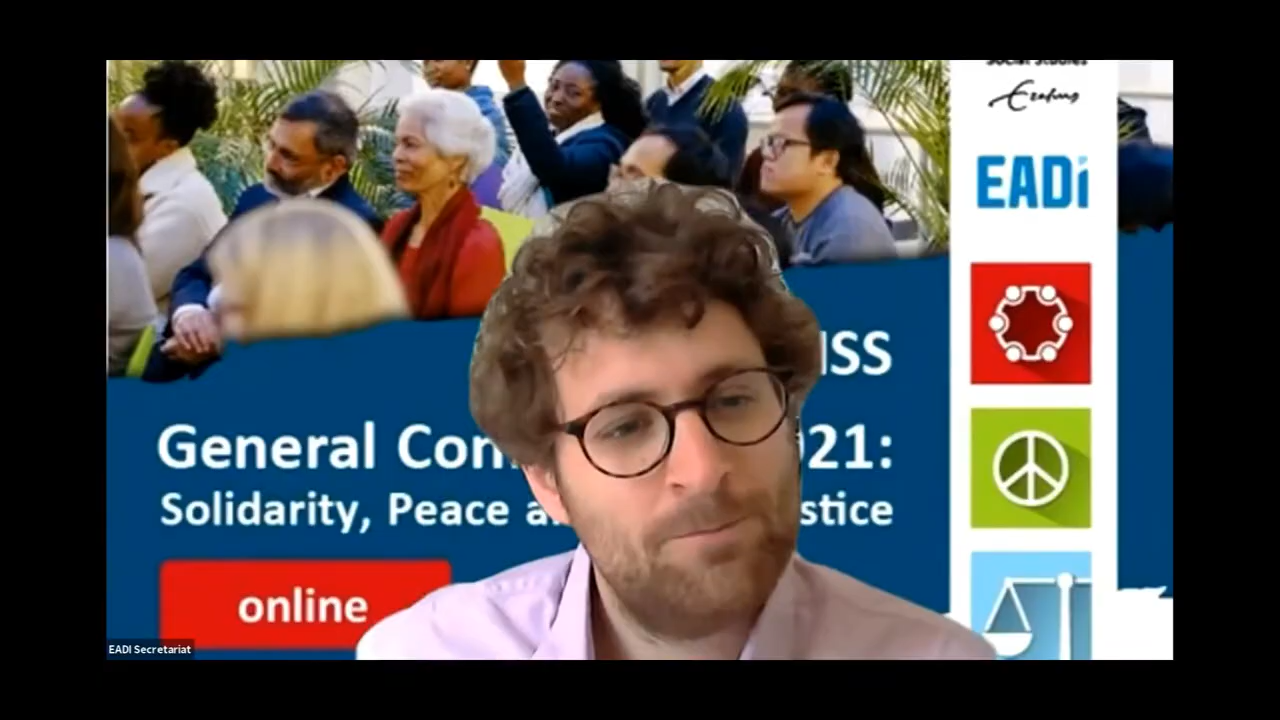 Social Studies
Erasmus
EADi
ISS
General Con 21:
Solidarity, Peace a stice
online
EADI Secretariat